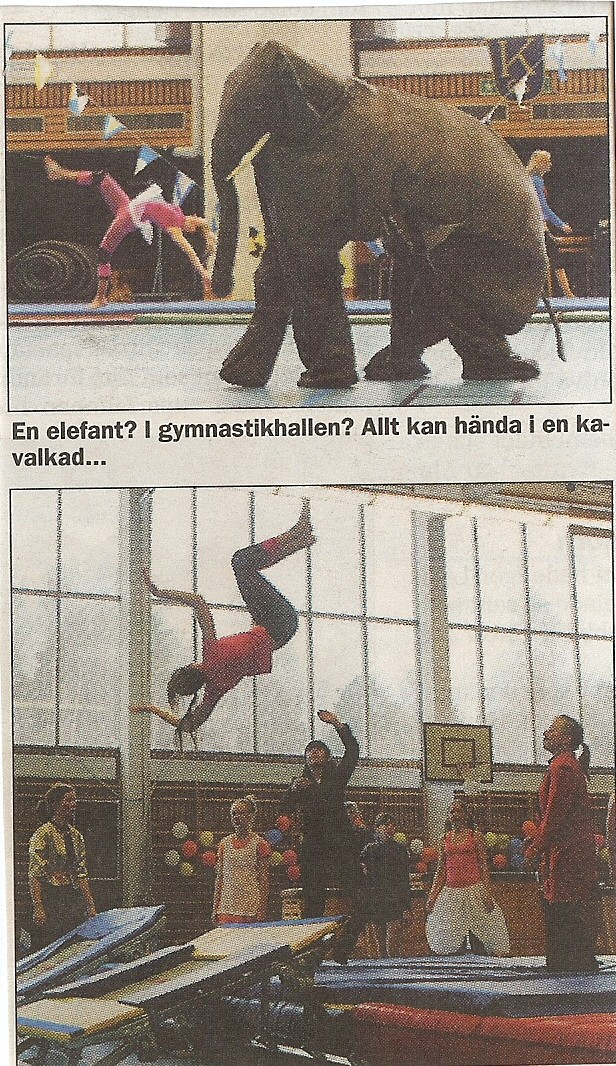 K
En elefant? I gymnastikhallen? Allt kan hända i en ka-
valkad...